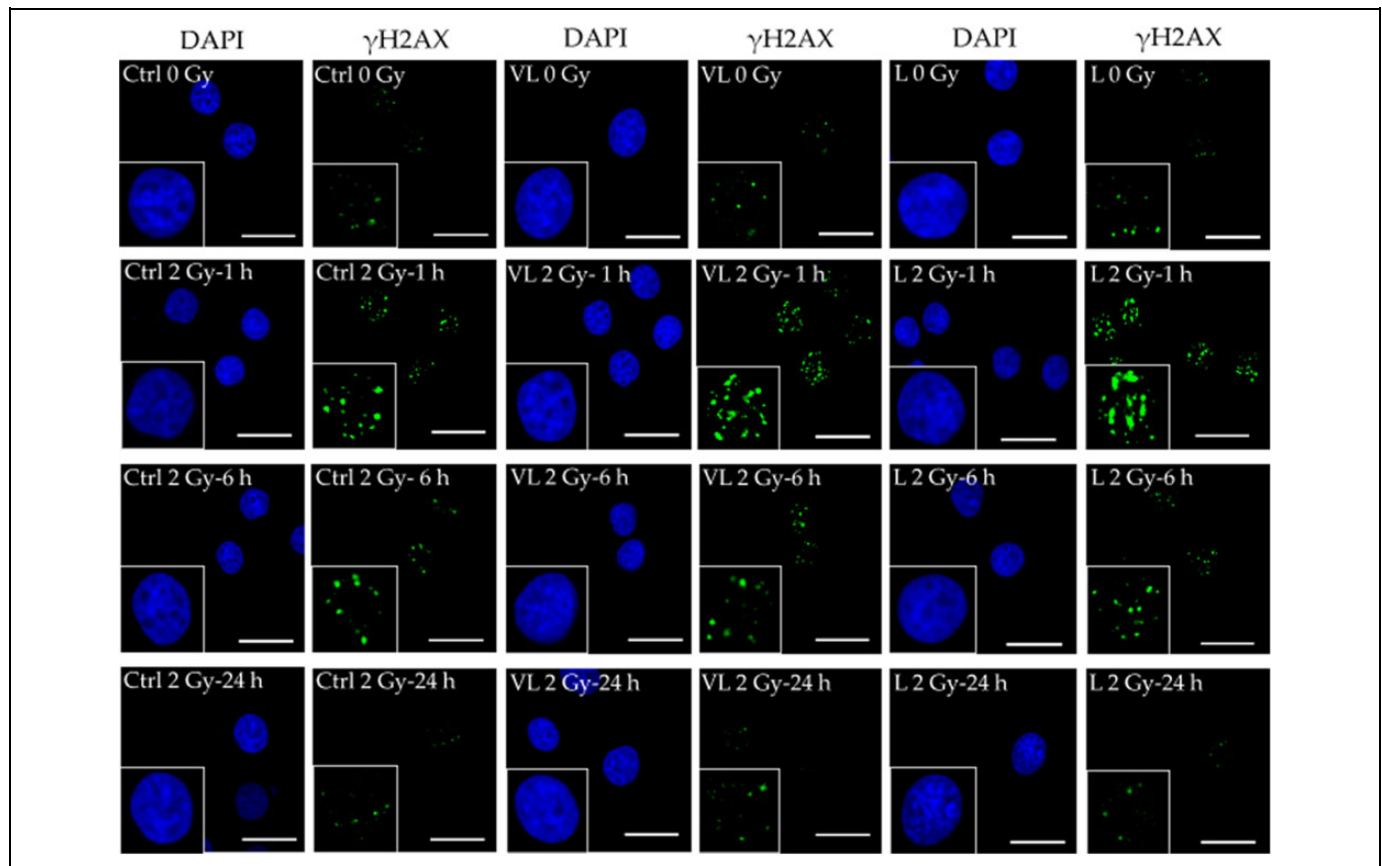 DAPI γH2AX DAPI γH2AX DAPI γH2AX
Ctrl 0 Gy Ctrl 0 Gy VL 0 Gy VL 0 Gy L 0 Gy L 0 Gy
Ctrl 2 Gy-1 h Ctrl 2 Gy-1 h VL 2 Gy- 1 h VL 2 Gy- 1 h L 2 Gy-1 h L 2 Gy-1 h
Ctrl 2 Gy-6 h Ctrl 2 Gy- 6 h VL 2 Gy-6 h VL 2 Gy-6 h L 2 Gy-6 h L 2 Gy-6 h
Ctrl 2 Gy-24 h Ctrl 2 Gy-24 h VL 2 Gy-24 h VL 2 Gy-24 h L 2 Gy-24 h L 2 Gy-24 h